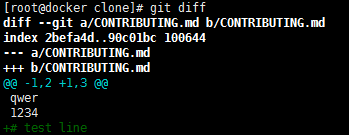 [root@docker clone]# git diff
diff --git a/CONTRIBUTING.md b/CONTRIBUTING.md
index 2befa4d..90c01bc 100644
--- a/CONTRIBUTING.md
+++ b/CONTRIBUTING.md
@@ -1,2 +1,3 @@
 qwer
 1234
+# test line